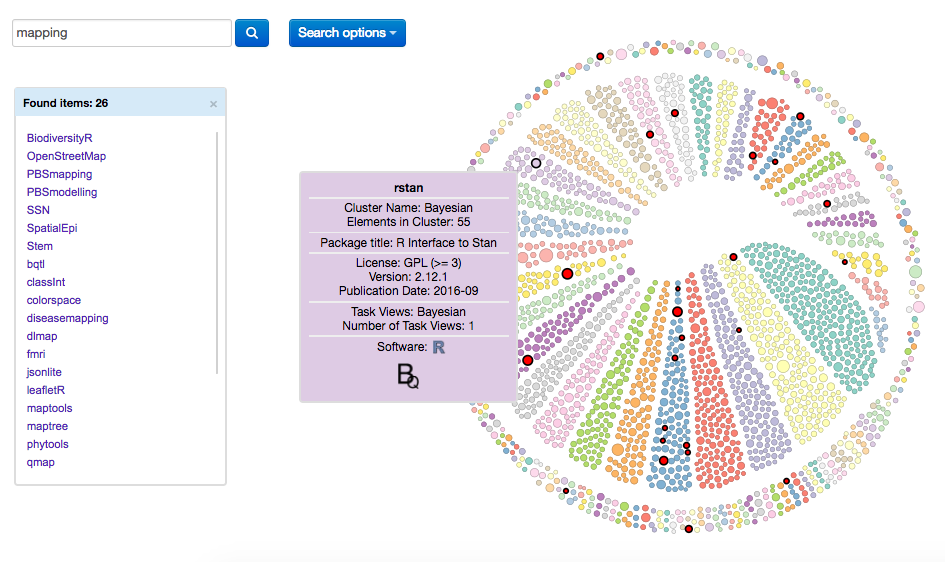 mapping
Search options
Found items: 26
×
BiodiversityR
OpenStreetMap
PBSmapping
PBSmodelling
SSN
SpatialEpi
Stem
bqtl
classInt
colorspace
diseasemapping
dlmap
fmri
jsonlite
leafletR
maptools
maptree
phytools
qmap
rstan
Cluster Name: Bayesian
Elements in Cluster: 55
Package title: R Interface to Stan
License: GPL (>= 3)
Version: 2.12.1
Publication Date: 2016-09
Task Views: Bayesian
Number of Task Views: 1
Software: R
BQ